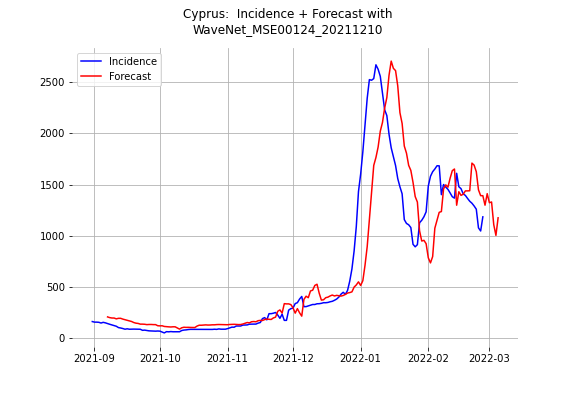 Cyprus:  Incidence + Forecast with
WaveNet_MSE00124_20211210
Incidence
Forecast
2500
2000
1500
1000
500
0
2021-09 2021-10 2021-11 2021-12 2022-01 2022-02 2022-03